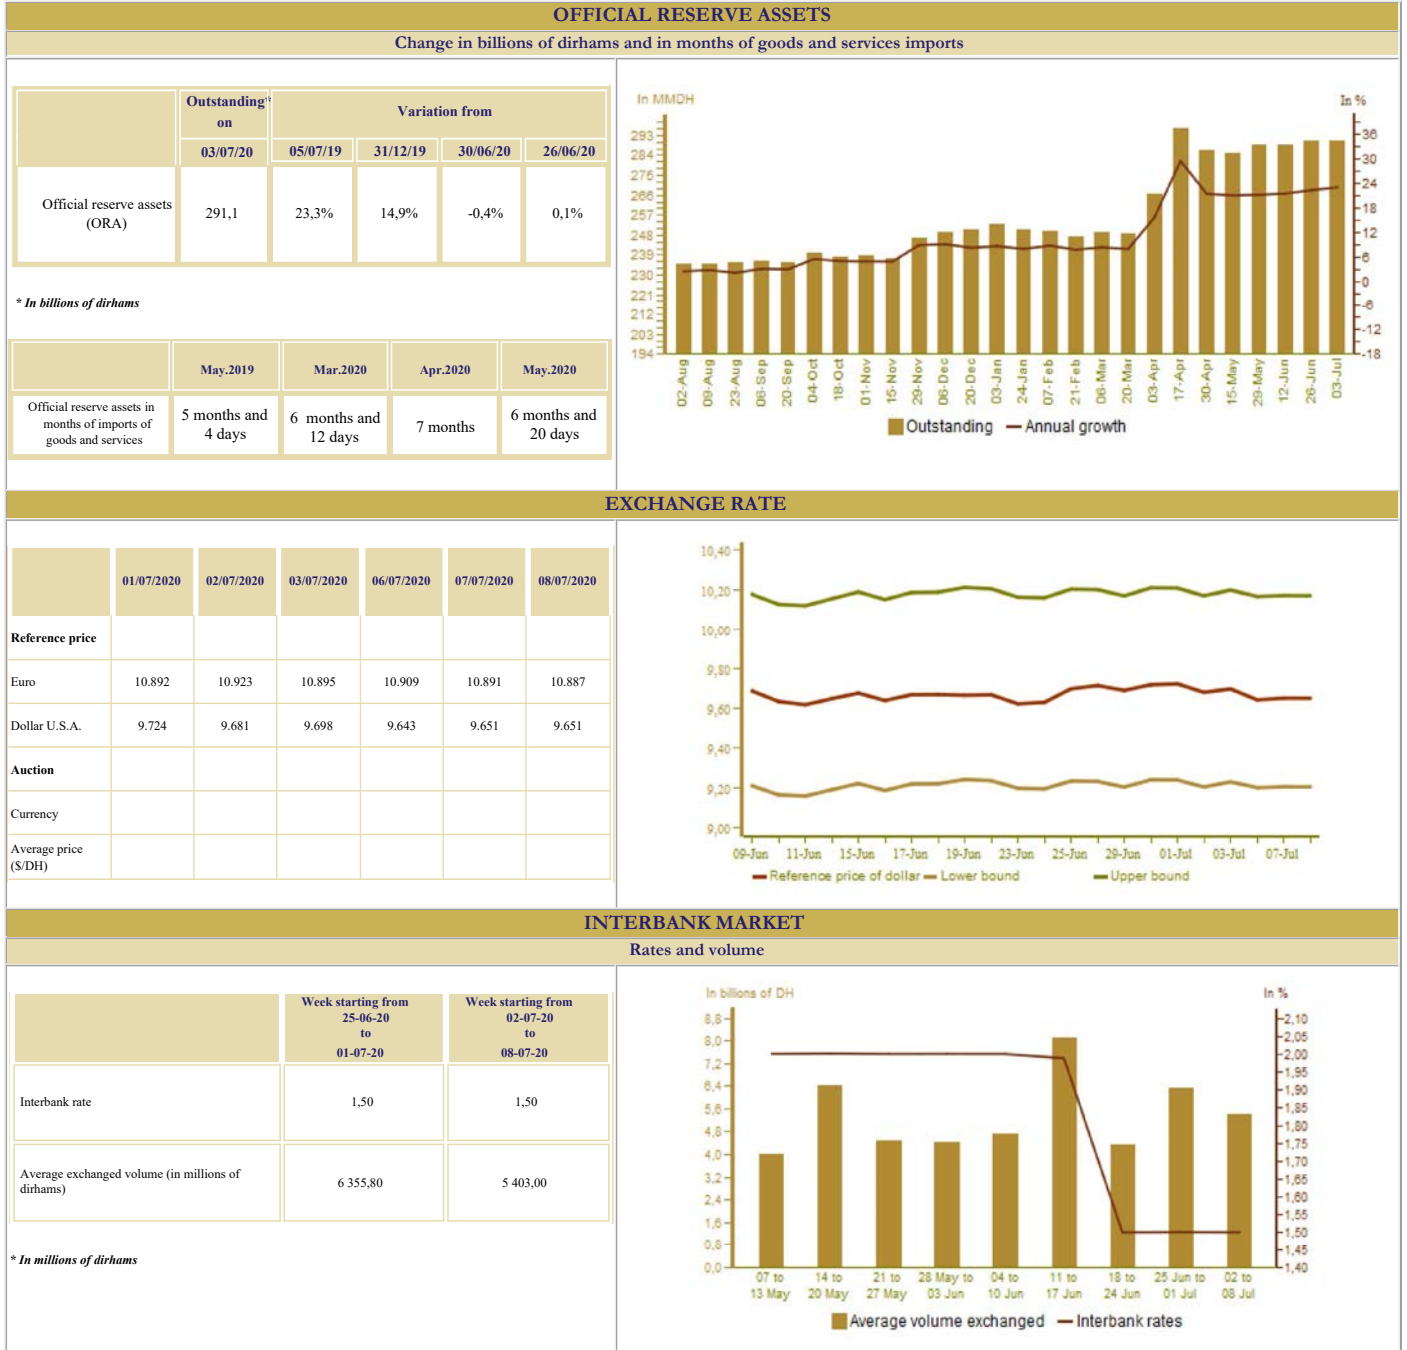 OFFICIAL RESERVE ASSETS
Change in billions of dirhams and in months of goods and services imports
Outstanding*
on
Variation from
03/07/20 05/07/19 31/12/19 30/06/20 26/06/20
Official reserve assets
(ORA)
291,1 23,3% 14,9% -0,4% 0,1%
* In billions of dirhams
May.2019 Mar.2020 Apr.2020 May.2020
Official reserve assets in
months of imports of
goods and services
5 months and
4 days
6 months and
12 days
7 months
6 months and
20 days
In MMDH
In %
293
284
275
266
257
248
239
230
221
212
203
194
36
30
24
18
12
6
0
-6
-12
-18
02-Aug
09-Aug
23-Aug
06-Sep
20-Sep
04-Oct
18-Oct
01-Nov
15-Nov
29-Nov
06-Dec
20-Dec
03-Jan
24-Jan
07-Feb
21-Feb
06-Mar
20-Mar
03-Apr
17-Apr
30-Apr
15-May
29-May
12-Jun
26-Jun
03-Jul
Outstanding Annual growth
EXCHANGE RATE
01/07/2020 02/07/2020 03/07/2020 06/07/2020 07/07/2020 08/07/2020
Reference price
Euro 10.892 10.923 10.895 10.909 10.891 10.887
Dollar U.S.A. 9.724 9.681 9.698 9.643 9.651 9.651
Auction
Currency
Average price
($/DH)
10,40
10,20
10,00
9,80
9,60
9,40
9,20
9,00
09-Jun 11-Jun 15-Jun 17-Jun 19-Jun 23-Jun 25-Jun 29-Jun 01-Jul 03-Jul 07-Jul
Reference price of dollar Lower bound Upper bound
INTERBANK MARKET
Rates and volume
Week starting from
25-06-20
to
01-07-20
Week starting from
02-07-20
to
08-07-20
Interbank rate 1,50 1,50
Average exchanged volume (in millions of
dirhams)
6 355,80 5 403,00
* In millions of dirhams
In billions of DH
In %
8,8
8,0
7,2
6,4
5,6
4,8
4,0
3,2
2,4
1,6
0,8
0,0
2,10
2,05
2,00
1,95
1,90
1,85
1,80
1,75
1,70
1,65
1,60
1,55
1,50
1,45
1,40
07 to
13 May
14 to
20 May
21 to
27 May
28 May to
03 Jun
04 to
10 Jun
11 to
17 Jun
18 to
24 Jun
25 Jun to
01 Jul
02 to
08 Jul
Average volume exchanged Interbank rates